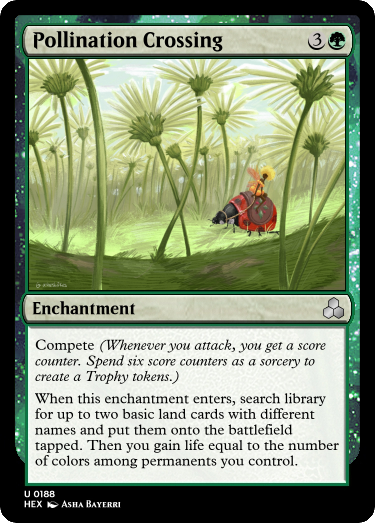 Pollination Crossing 3
Enchantment
Compete (Whenever you attack, you get a score
counter. Spend six score counters as a sorcery to
create a Trophy tokens.)
When this enchantment enters, search library
for up to two basic land cards with different
names and put them onto the battlefield
tapped. Then you gain life equal to the number
of colors among permanents you control.
U 0188
HEX Asha Bayerri